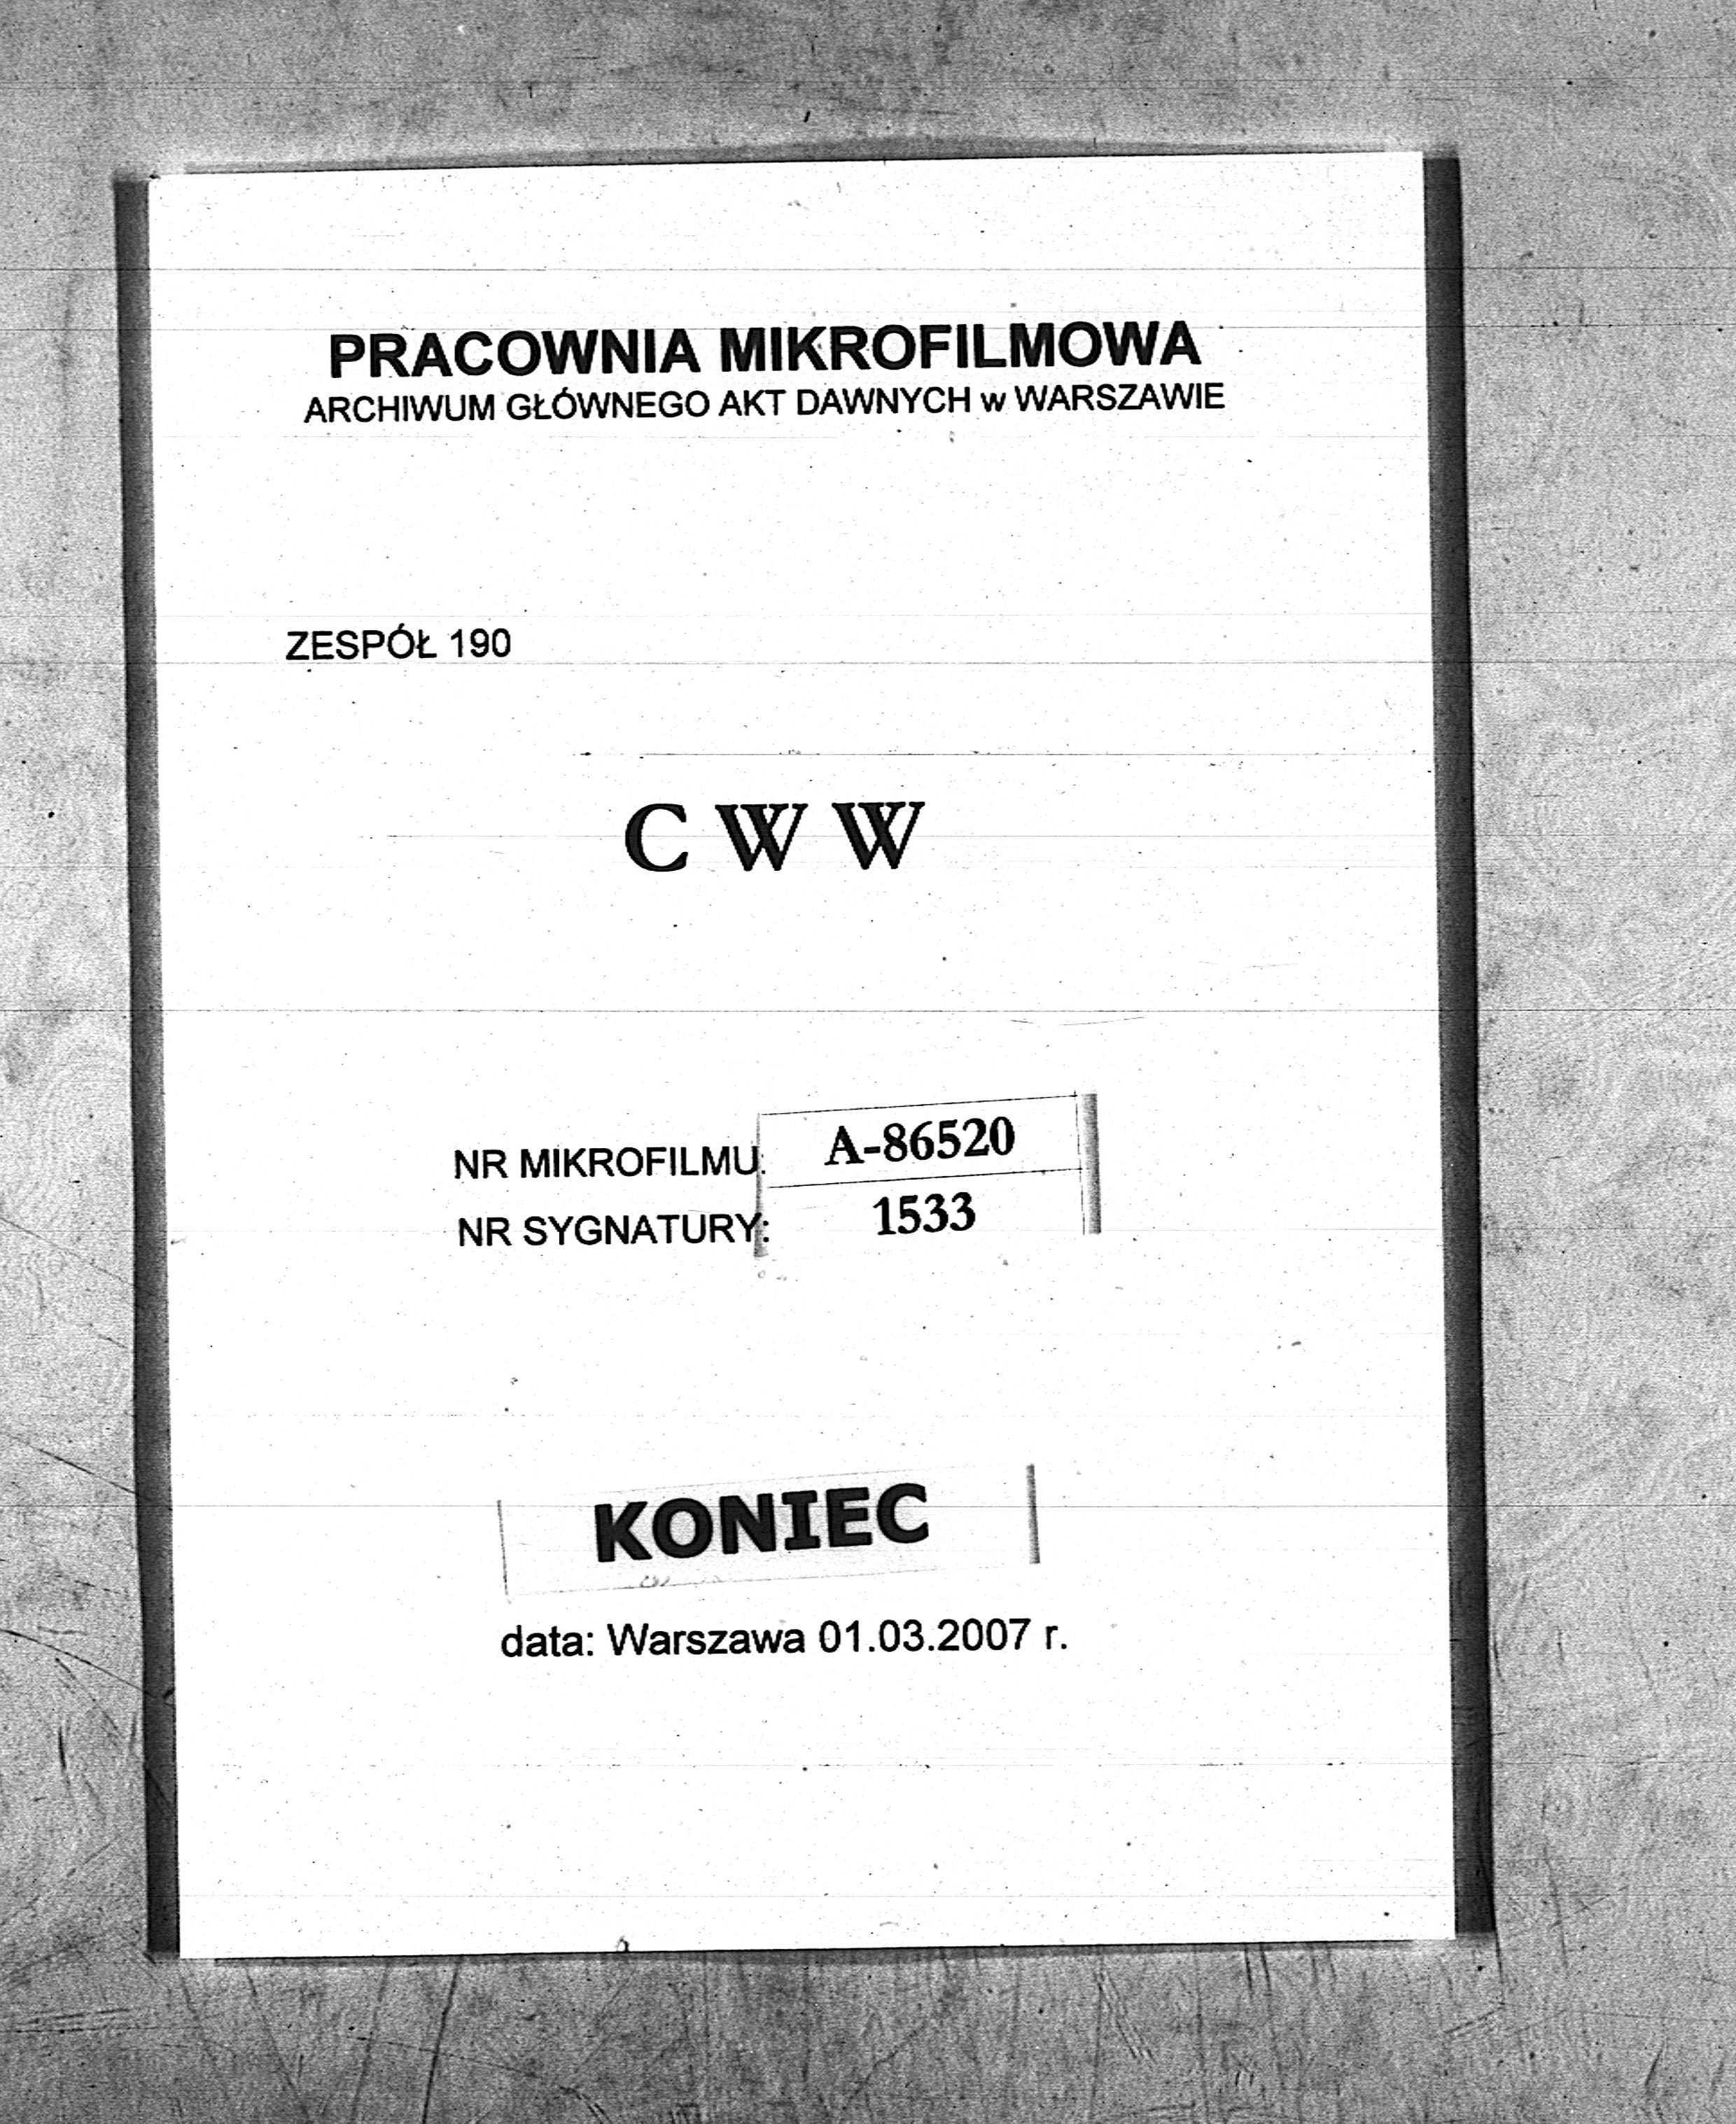 PRACOWNIA MIKROFILMOWA
ARCHIWUM GŁÓWNEGO AKT DAWNYCH w WARSZAWIE
ZESPÓŁ 190
C W W
NR MIKROFILMU: A-86520
NR SYGNATURY: 1533
KONIEC
data: Warszawa 01.03.2007 r.